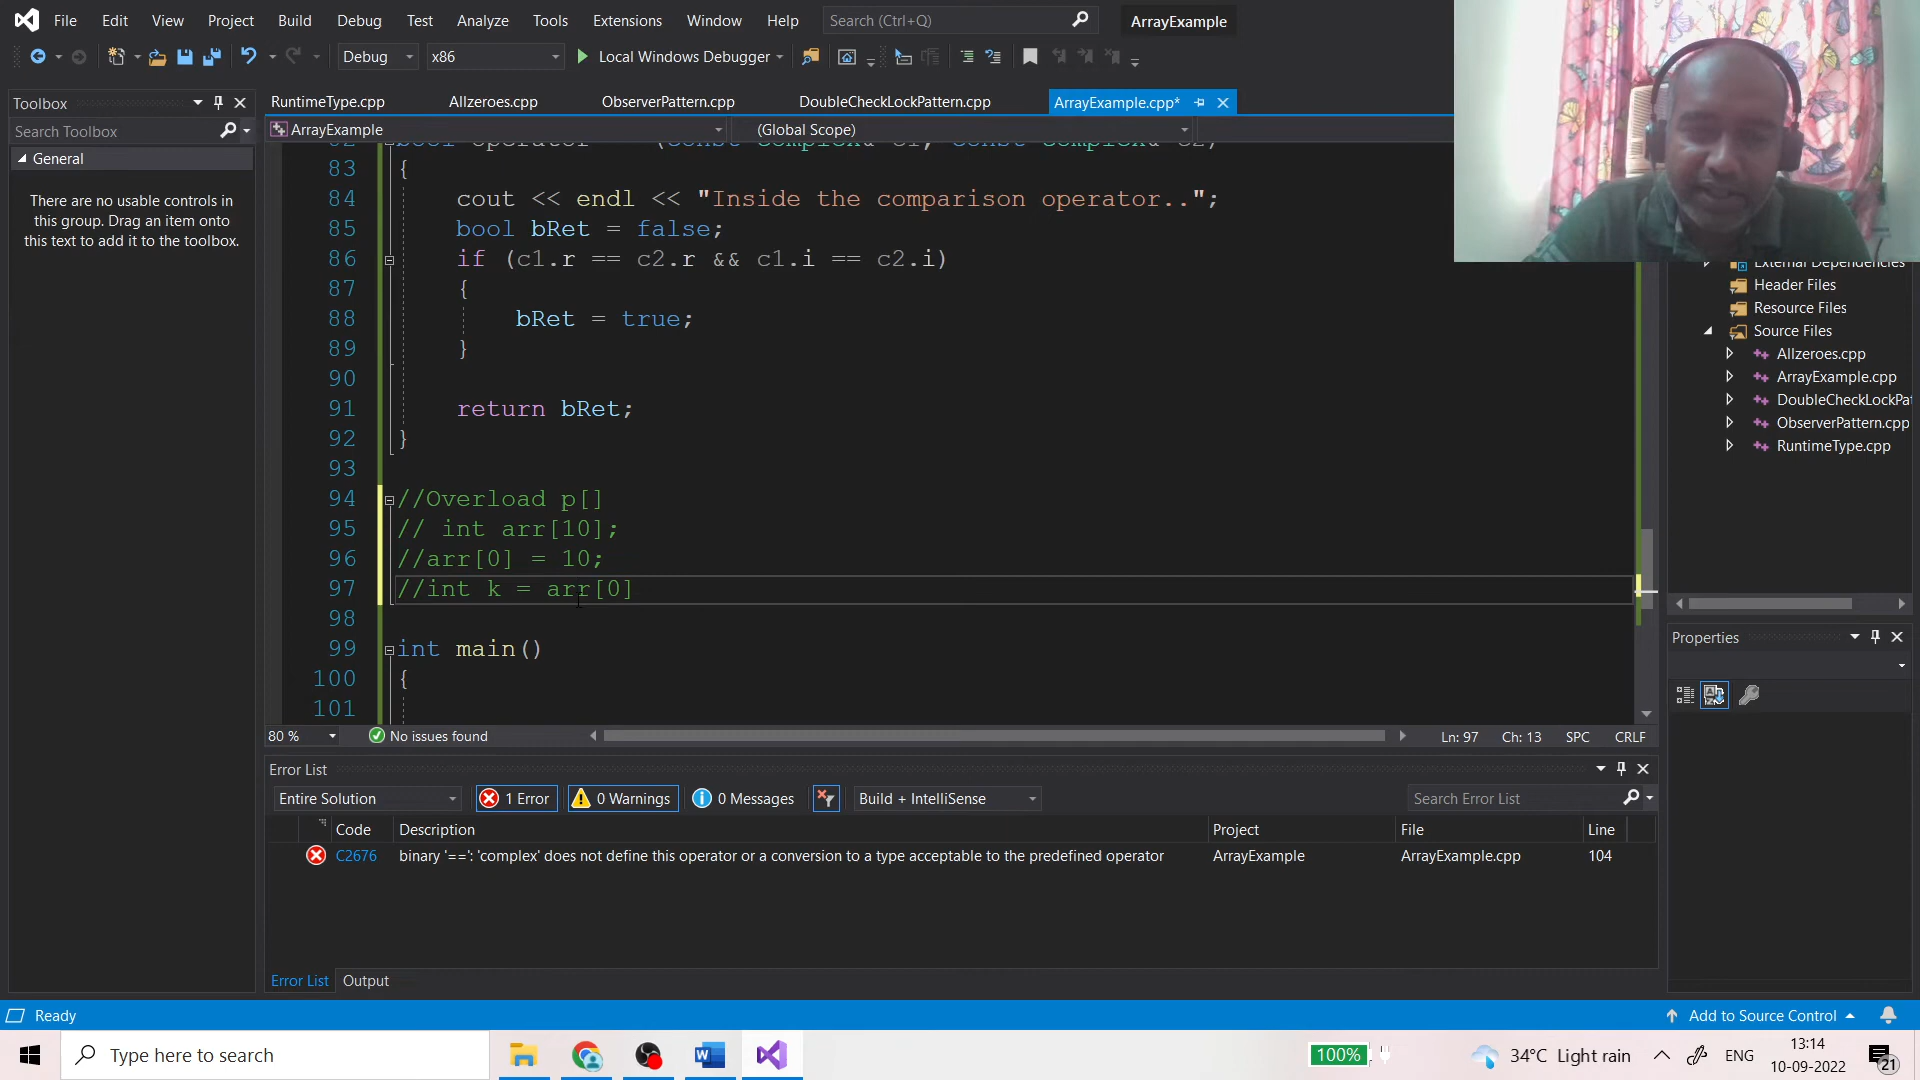 File Edit View Project Build Debug Test Analyze Tools Extensions Window Help Search (Ctrl+Q) ArrayExample
Debug x86 Local Windows Debugger
Toolbox
Search Toolbox
General
There are no usable controls in
this group. Drag an item onto
this text to add it to the toolbox.
RuntimeType.cpp Allzeroes.cpp ObserverPattern.cpp DoubleCheckLockPattern.cpp ArrayExample.cpp*
ArrayExample (Global Scope)
83 {
84 cout << endl << "Inside the comparison operator..";
85 bool bRet = false;
86 if (c1.r == c2.r && c1.i == c2.i)
87 {
88 bRet = true;
89 }
90
91 return bRet;
92 }
93
94 //Overload p[]
95 // int arr[10];
96 //arr[0] = 10;
97 //int k = arr[0]
98
99 int main()
100 {
101
80 % No issues found Ln: 97 Ch: 13 SPC CRLF
External Dependencies
Header Files
Resource Files
Source Files
Allzeroes.cpp
ArrayExample.cpp
DoubleCheckLockPat
ObserverPattern.cpp
RuntimeType.cpp
Properties
Error List
Entire Solution 1 Error 0 Warnings 0 Messages Build + IntelliSense Search Error List
Code Description Project File Line
C2676 binary '==': 'complex' does not define this operator or a conversion to a type acceptable to the predefined operator ArrayExample ArrayExample.cpp 104
Error List Output
Ready Add to Source Control
Type here to search 100% 34°C Light rain ENG 13:14
10-09-2022 21